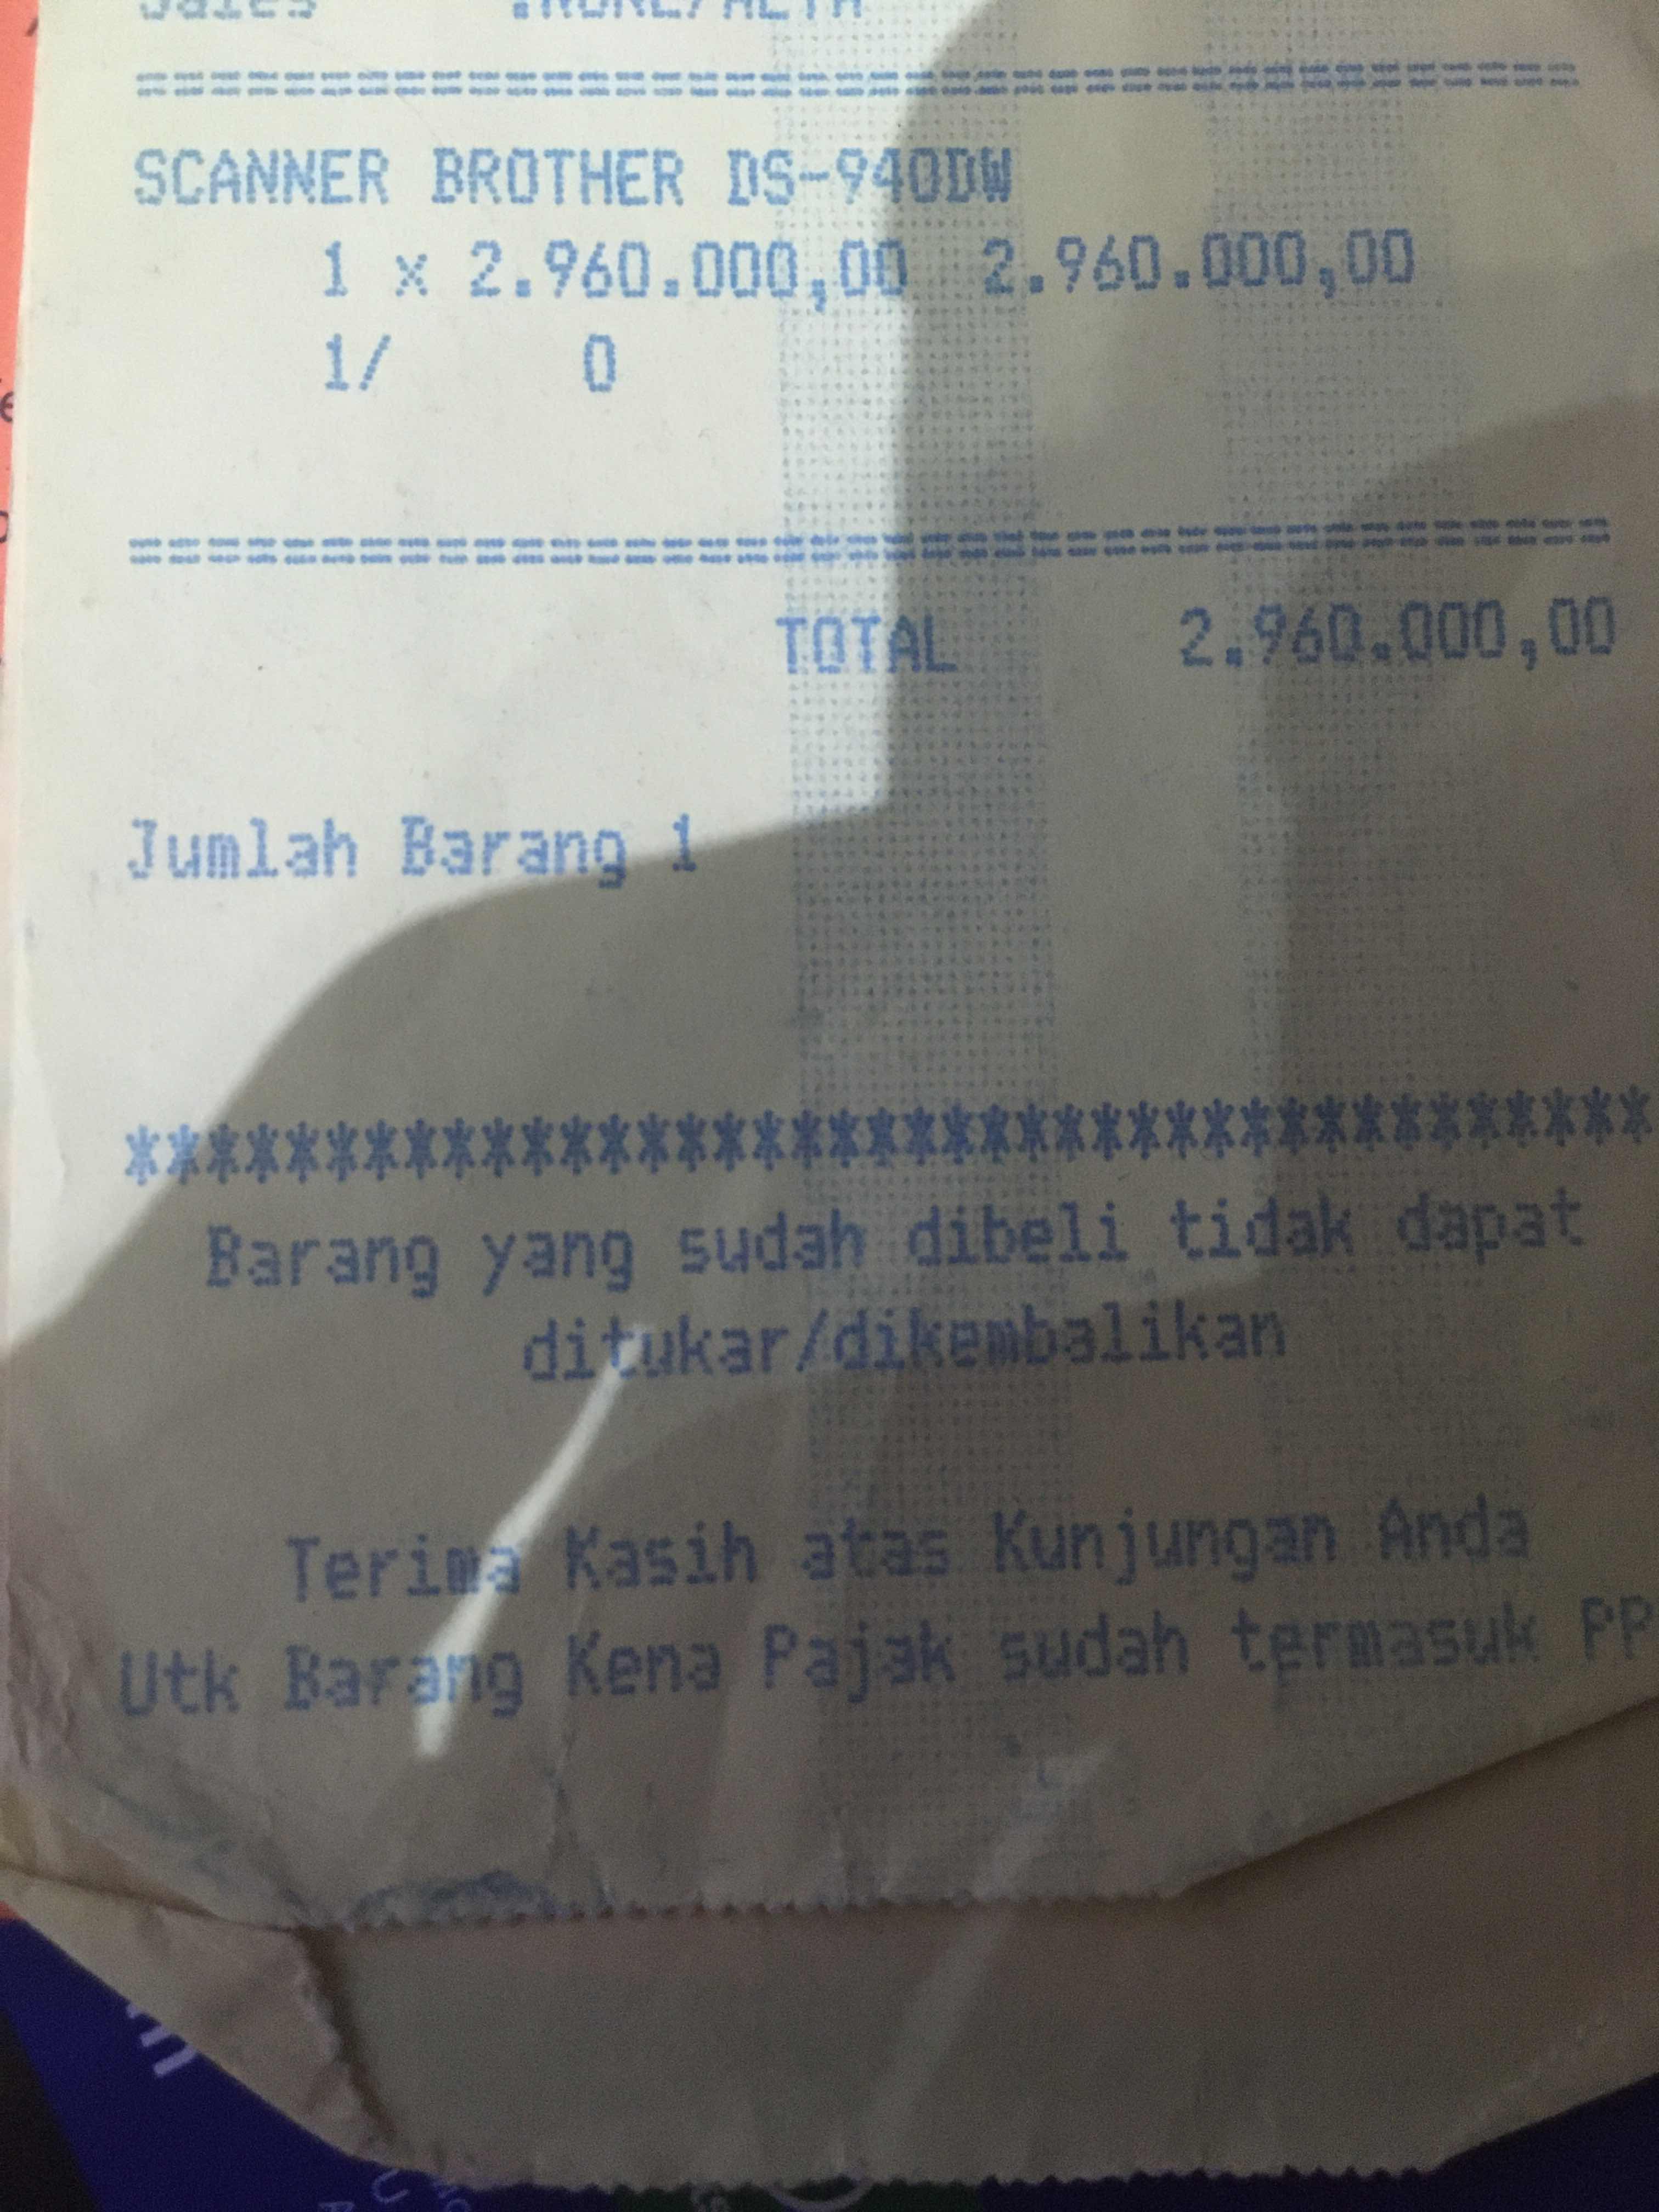 Sales
SCANNER BROTHER DS-940DW
1 x 2.960.000,00 2.960.000,00
1/ 0
TOTAL 2.960.000,00
Jumlah Barang 1
****************************************
Barang yang sudah dibeli tidak dapat
ditukar/dikembalikan
Terima Kasih atas Kunjungan Anda
Utk Barang Kena Pajak sudah termasuk PP